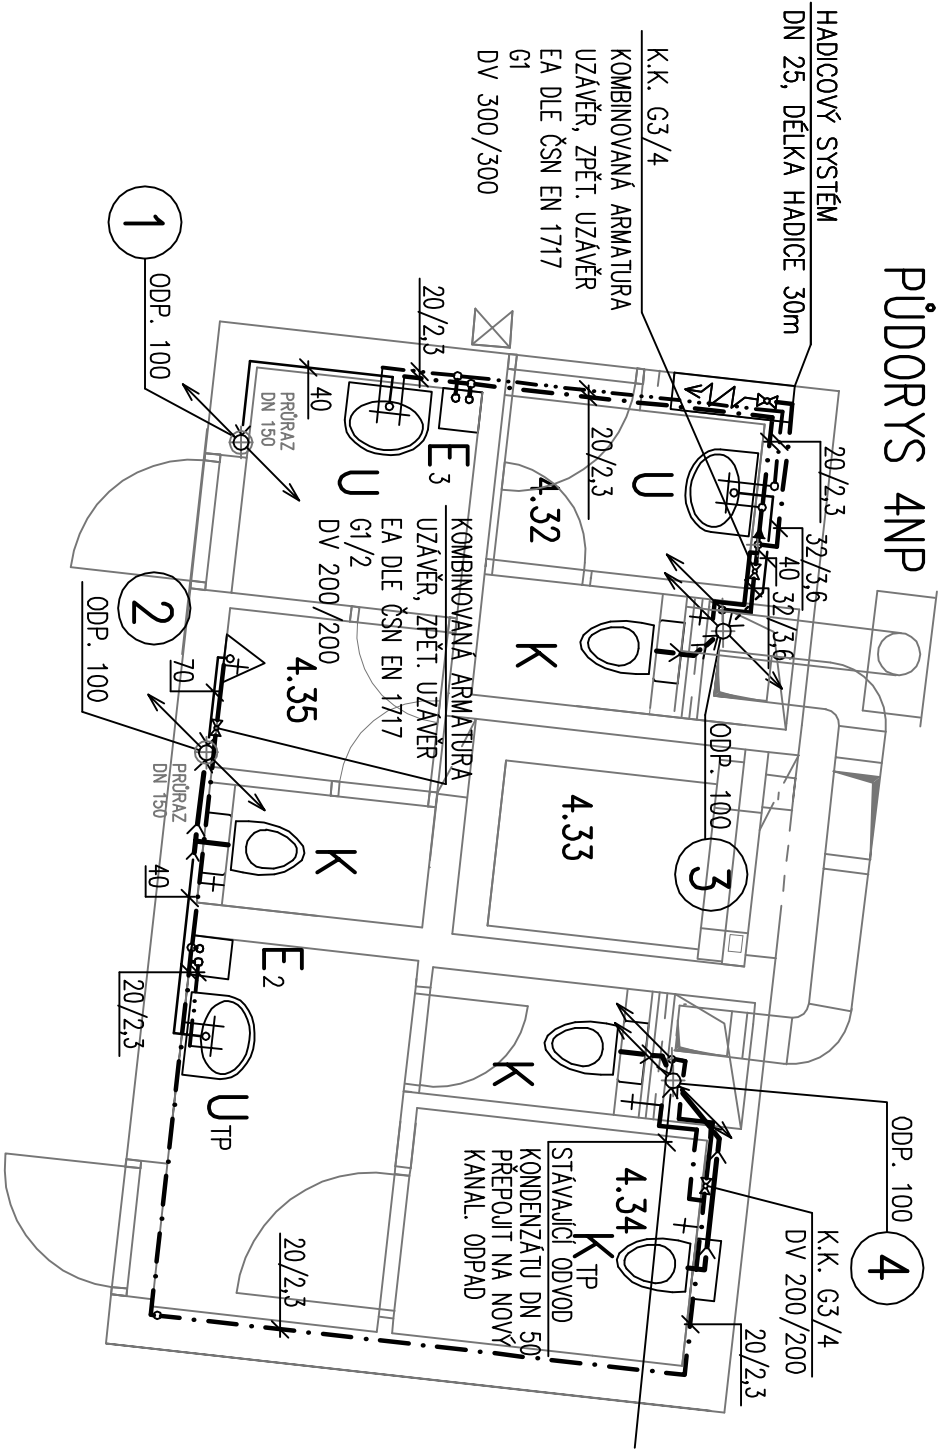 PŮDORYS 4NP
HADICOVÝ SYSTÉM
DN 25, DÉLKA HADICE 30m
K.K. G3/4
KOMBINOVANÁ ARMATURA
UZÁVĚR, ZPĚT. UZÁVĚR
EA DLE ČSN EN 1717
G1
DV 300/300
1
ODP. 100
PRŮRAZ
DN 150
40
20/2,3
E3
U
20/2,3
4.32
U
20/2,3
32/3,6
40
32/3,6
K
KOMBINOVANÁ ARMATURA
UZÁVĚR, ZPĚT. UZÁVĚR
EA DLE ČSN EN 1717
G1/2
DV 200/200
2
ODP. 100
70
4.35
PRŮRAZ
DN 150
K
40
4.33
ODP. 100
3
E2
20/2,3
UTP
K
ODP. 100
4
K.K. G3/4
DV 200/200
4.34
KTP
STÁVAJÍCÍ ODVOD
KONDENZÁTU DN 50
PŘEPOJIT NA NOVÝ
KANAL. ODPAD
20/2,3
20/2,3